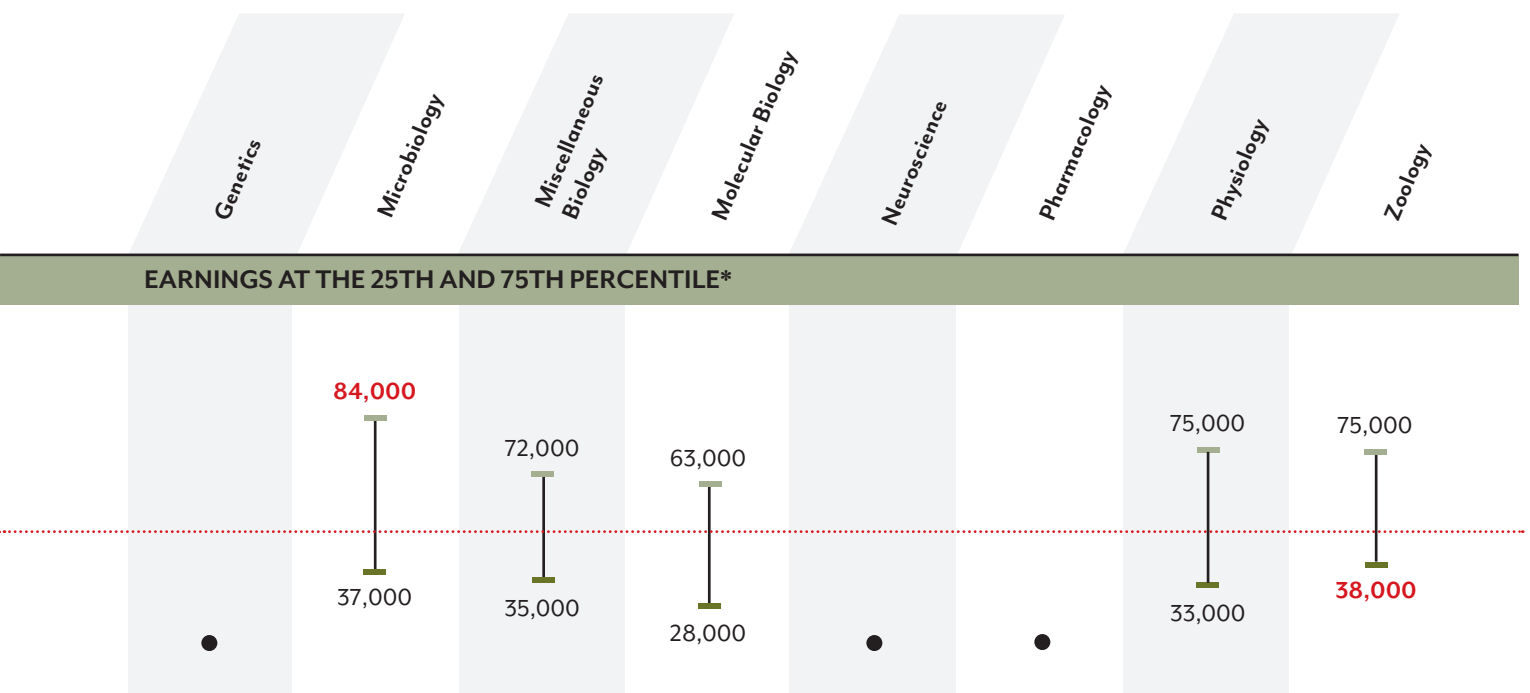 Genetics
Microbiology
Miscellaneous
Biology
Molecular Biology
Neuroscience
Pharmacology
Physiology
Zoology
EARNINGS AT THE 25TH AND 75TH PERCENTILE*
84,000
37,000
72,000
35,000
63,000
28,000
75,000
33,000
75,000
38,000